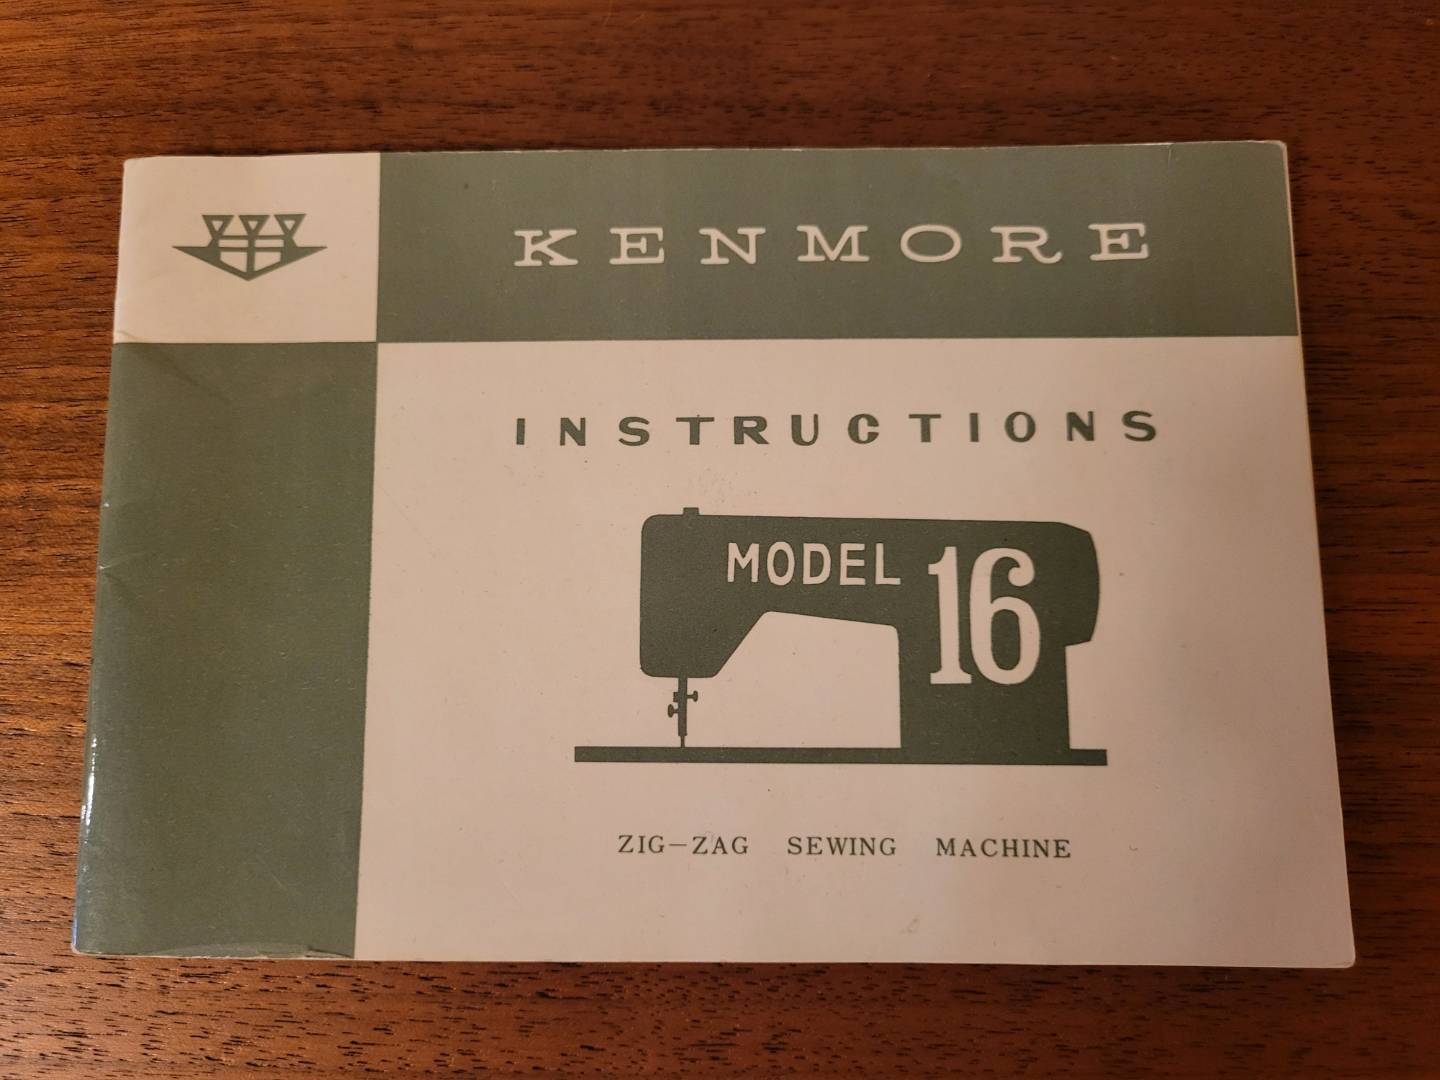 KENMORE
INSTRUCTIONS
MODEL 16
ZIG-ZAG SEWING MACHINE